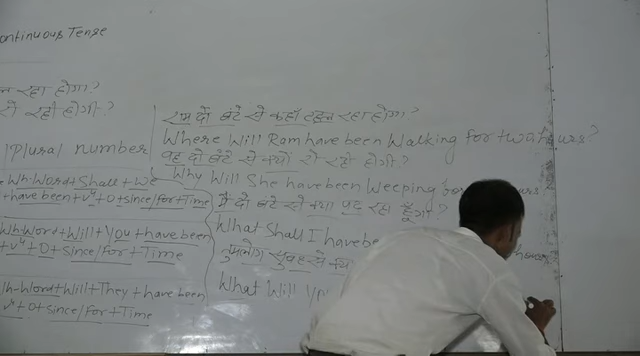 ontinuous Tense
रहा होगा?
रो रही होगी?
Plural number
Wh-Word+Shall+We
+have been+V⁴+O+since/for+Time
Wh-Word+Will+You+have been
+V⁴+O+Since/For+Time
Wh-Word+Will+They+have been
+O+since/for+Time
राम दो घंटे से कहाँ टहल रहा होगा?
Where Will Ram have been Walking for two hours?
वह दो घंटे से क्यों रो रही होगी?
Why Will She have been Weeping for
मैं दो घंटे से क्या पढ़ रहा हूँगा?
What Shall I have be
तुमलोग सुबह से
What Will You